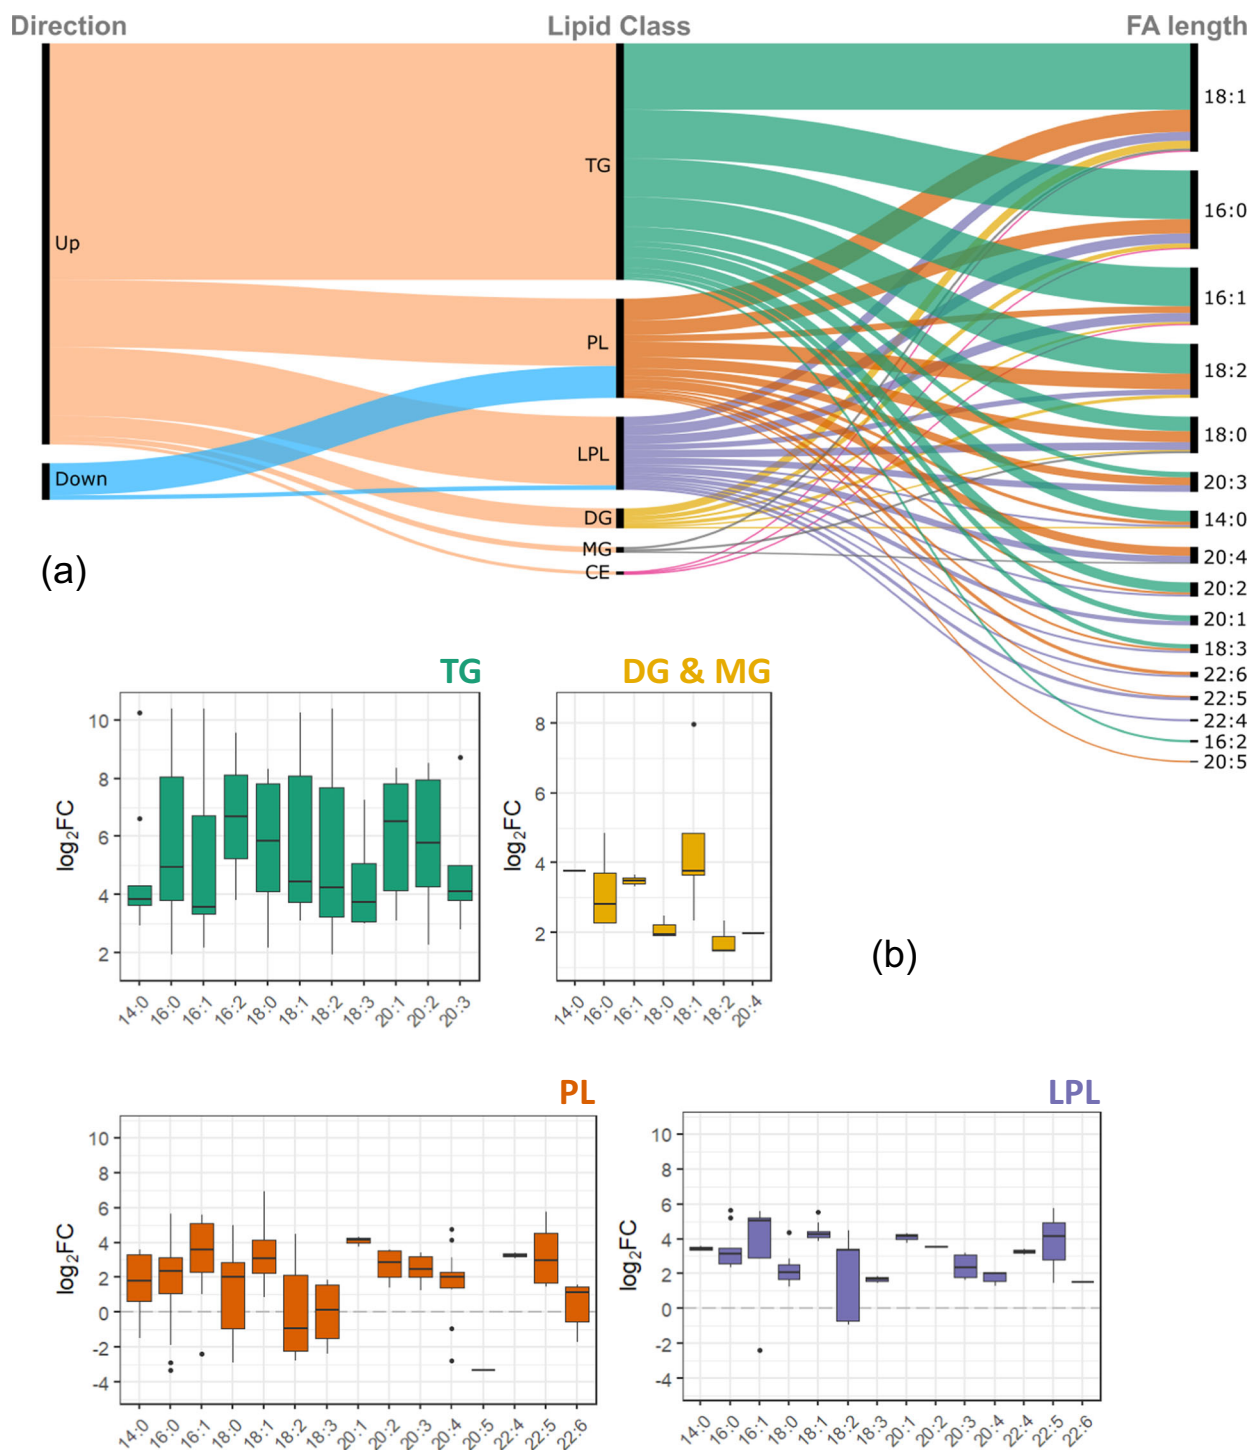 Direction Lipid Class FA length
18:1
TG
16:0
Up
16:1
PL
18:2
18:0
LPL
Down
20:3
DG
14:0
MG
20:4
(a)
CE
20:2
20:1
18:3
22:6
22:5
22:4
16:2
20:5
TG
log₂FC
10
8
6
4
2
14:0 16:0 16:1 16:2 18:0 18:1 18:2 18:3 20:1 20:2 20:3
DG & MG
log₂FC
8
6
4
2
14:0 16:0 16:1 18:0 18:1 18:2 20:4
(b)
PL
log₂FC
10
8
6
4
2
0
-2
-4
14:0 16:0 16:1 18:0 18:1 18:2 18:3 20:1 20:2 20:3 20:4 20:5 22:4 22:5 22:6
LPL
log₂FC
10
8
6
4
2
0
-2
-4
14:0 16:0 16:1 18:0 18:1 18:2 18:3 20:1 20:2 20:3 20:4 22:4 22:5 22:6